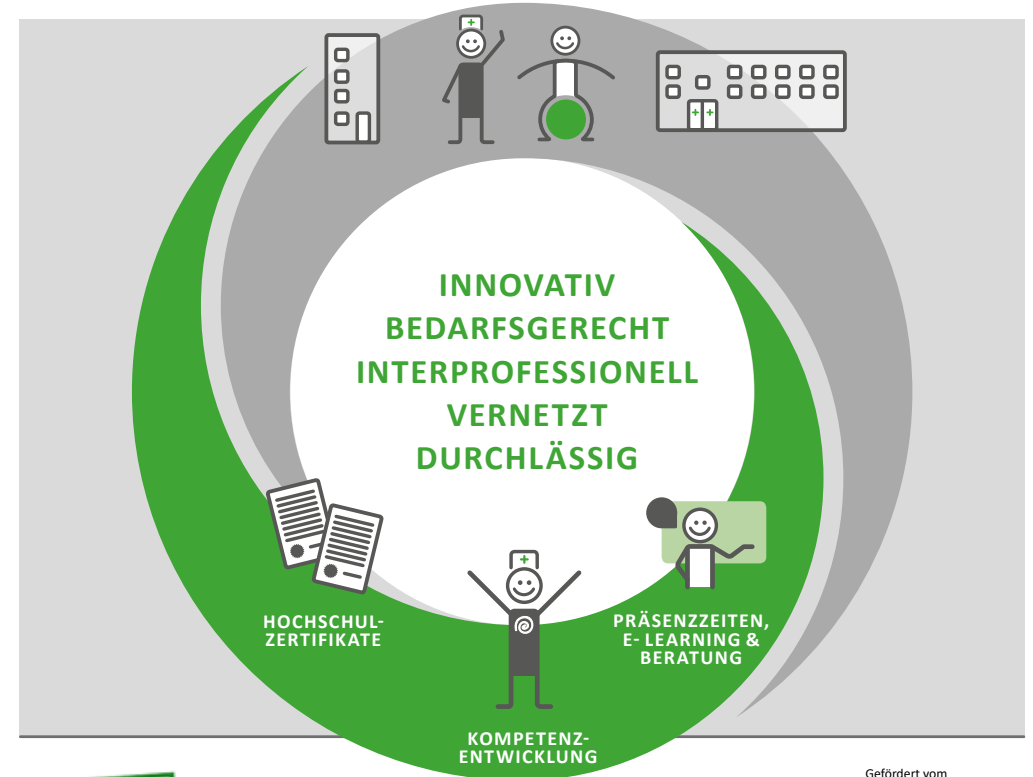 INNOVATIV
BEDARFSGERECHT
INTERPROFESSIONELL
VERNETZT
DURCHLÄSSIG
HOCHSCHUL-
ZERTIFIKATE
PRÄSENZZEITEN,
E- LEARNING &
BERATUNG
KOMPETENZ-
ENTWICKLUNG
Gefördert vom